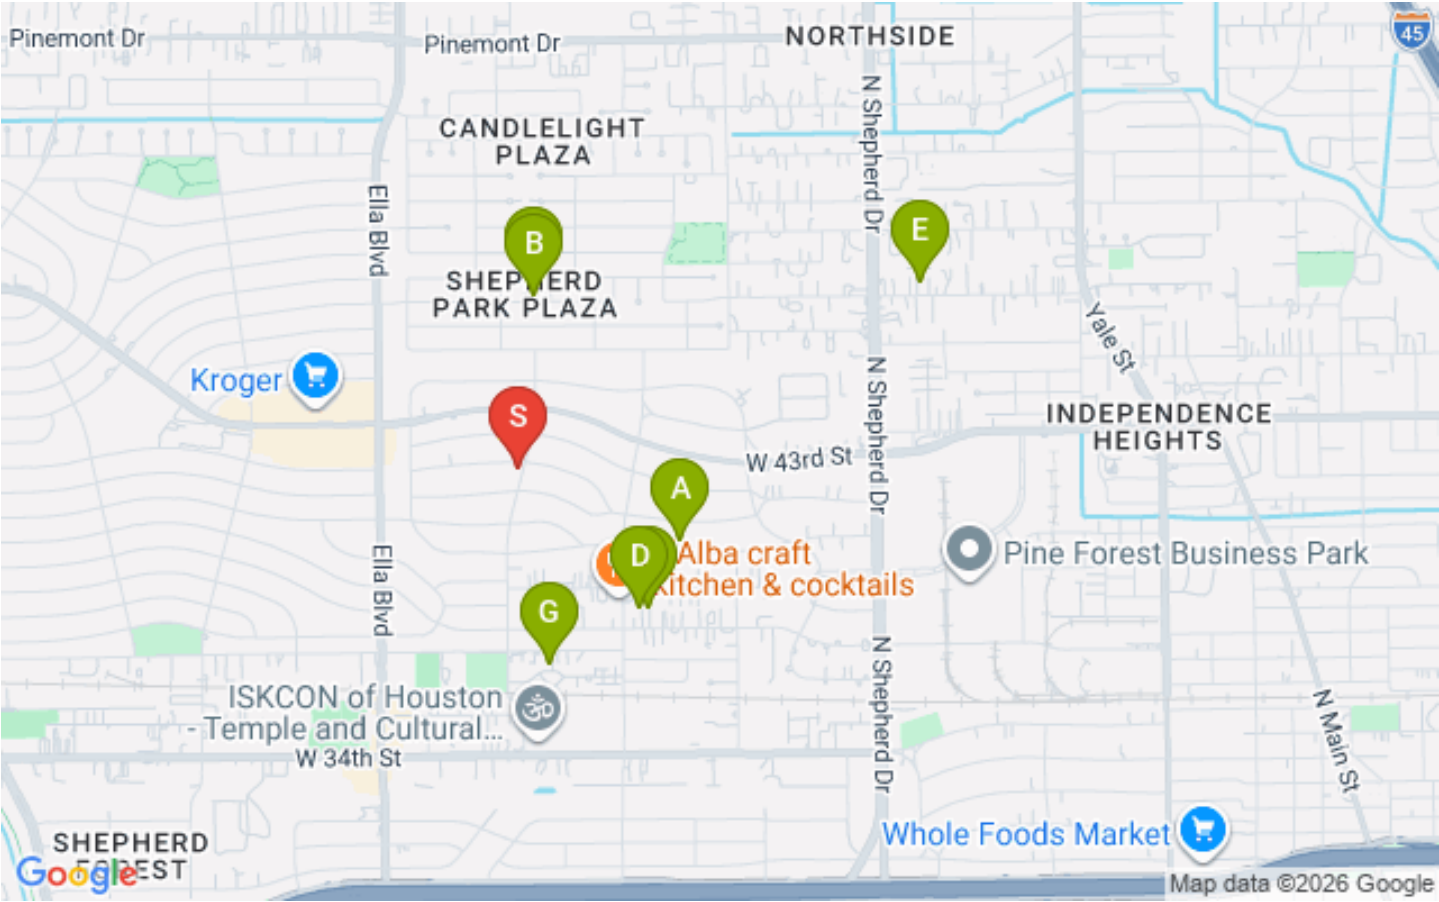 Pinemont Dr
Pinemont Dr
NORTHSIDE
45
N Shepherd Dr
CANDLELIGHT
PLAZA
Ella Blvd
B
E
SHEPHERD
PARK PLAZA
Yale St
Kroger
S
N Shepherd Dr
INDEPENDENCE
HEIGHTS
W 43rd St
A
D
Alba craft
kitchen & cocktails
Pine Forest Business Park
Ella Blvd
G
N Shepherd Dr
ISKCON of Houston
- Temple and Cultural...
W 34th St
N Main St
SHEPHERD
FOREST
Whole Foods Market
Google
Map data ©2026 Google